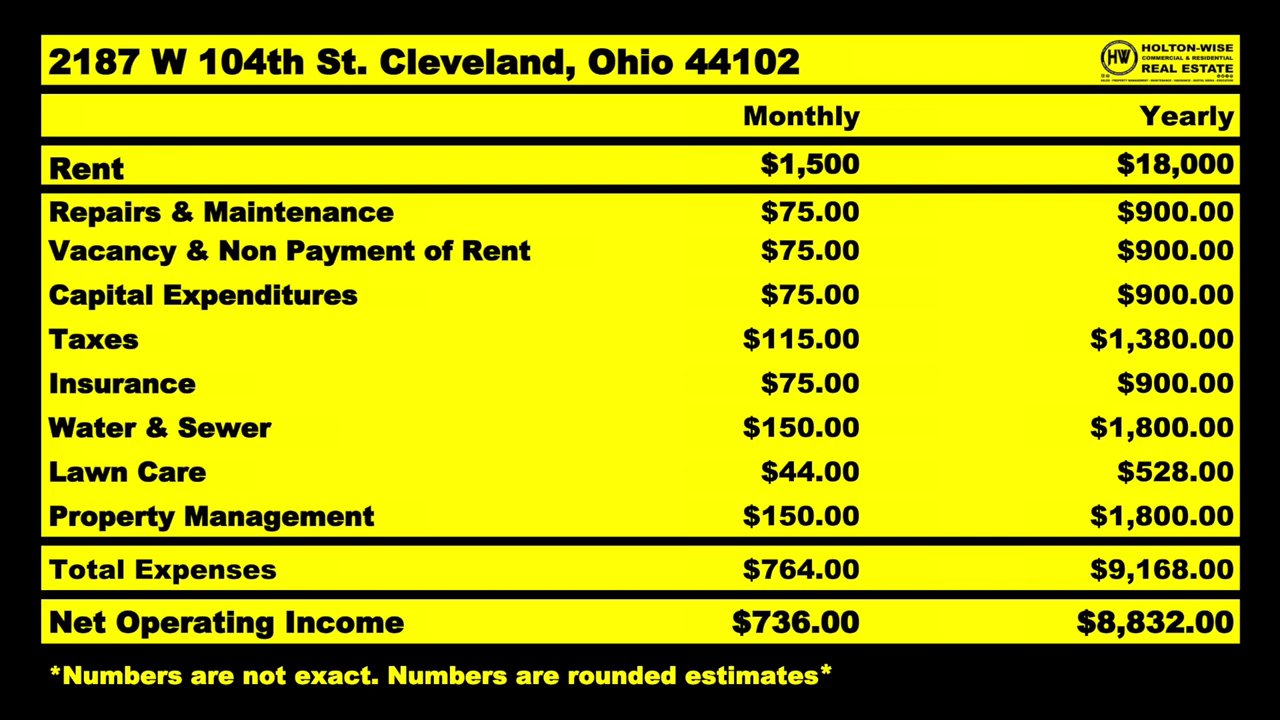 2187 W 104th St. Cleveland, Ohio 44102
HW
HOLTON-WISE
COMMERCIAL & RESIDENTIAL
REAL ESTATE
Monthly Yearly
Rent $1,500 $18,000
Repairs & Maintenance $75.00 $900.00
Vacancy & Non Payment of Rent $75.00 $900.00
Capital Expenditures $75.00 $900.00
Taxes $115.00 $1,380.00
Insurance $75.00 $900.00
Water & Sewer $150.00 $1,800.00
Lawn Care $44.00 $528.00
Property Management $150.00 $1,800.00
Total Expenses $764.00 $9,168.00
Net Operating Income $736.00 $8,832.00
*Numbers are not exact. Numbers are rounded estimates*